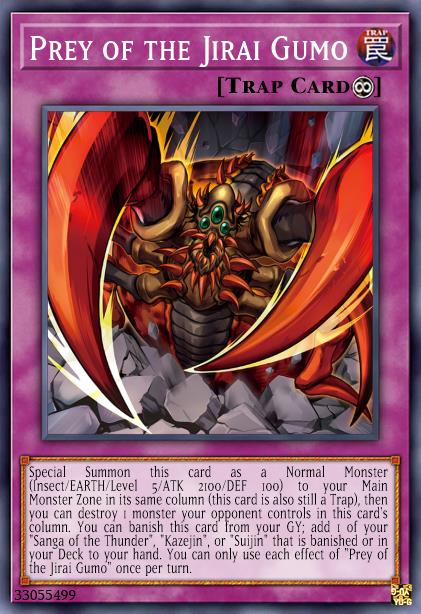 PREY OF THE JIRAI GUMO
TRAP
罠
[TRAP CARD]
Special Summon this card as a Normal Monster
(Insect/EARTH/Level 5/ATK 2100/DEF 100) to your Main
Monster Zone in its same column (this card is also still a Trap), then
you can destroy 1 monster your opponent controls in this card's
column. You can banish this card from your GY; add 1 of your
"Sanga of the Thunder", "Kazejin", or "Suijin" that is banished or in
your Deck to your hand. You can only use each effect of "Prey of
the Jirai Gumo" once per turn.
33055499